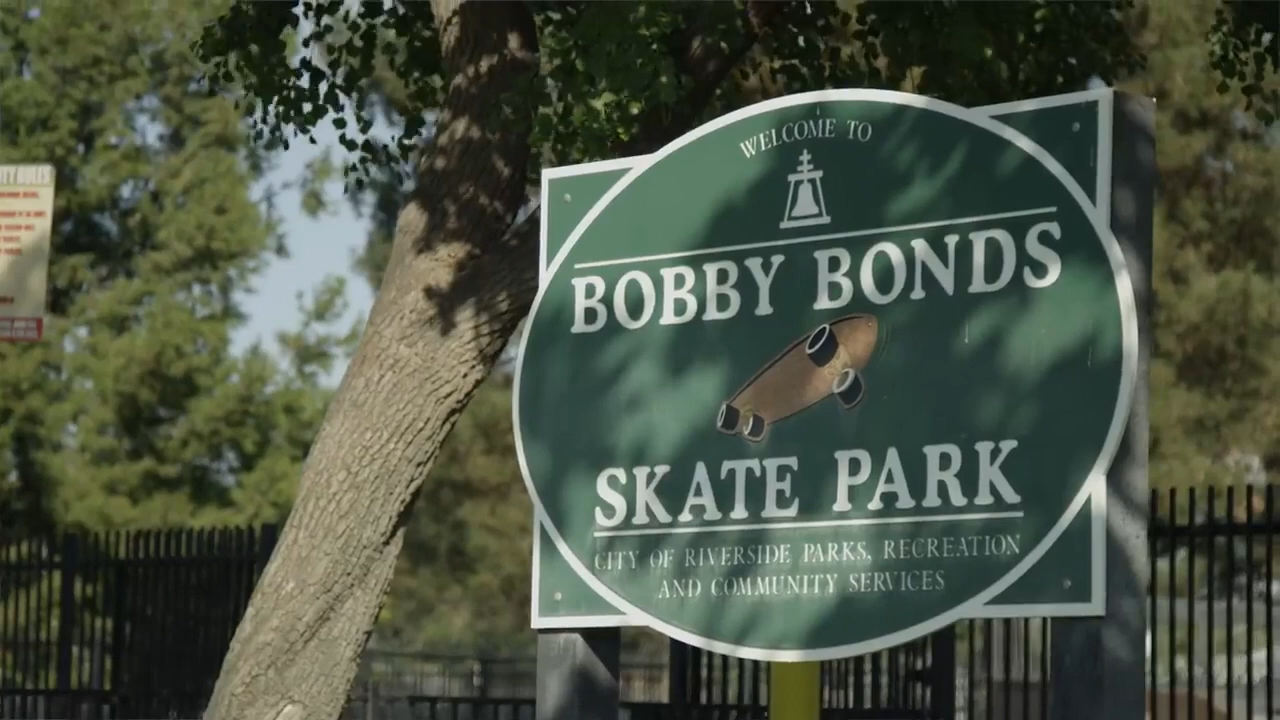 WELCOME TO
BOBBY BONDS
SKATE PARK
CITY OF RIVERSIDE PARKS, RECREATION
AND COMMUNITY SERVICES